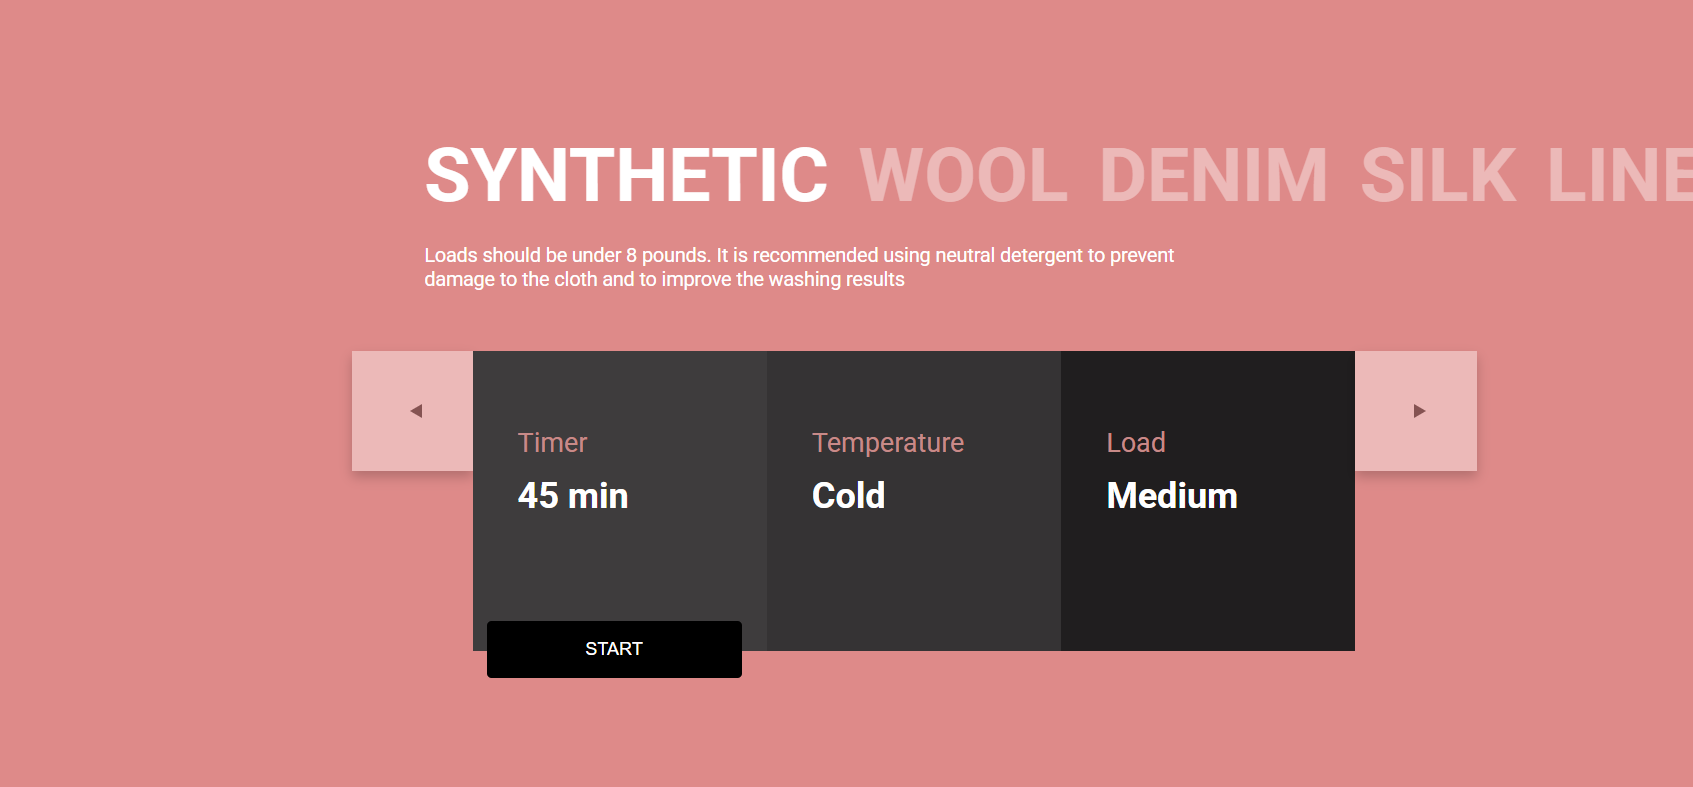 SYNTHETIC WOOL DENIM SILK LINE
Loads should be under 8 pounds. It is recommended using neutral detergent to prevent
damage to the cloth and to improve the washing results
Timer Temperature Load
45 min Cold Medium
START